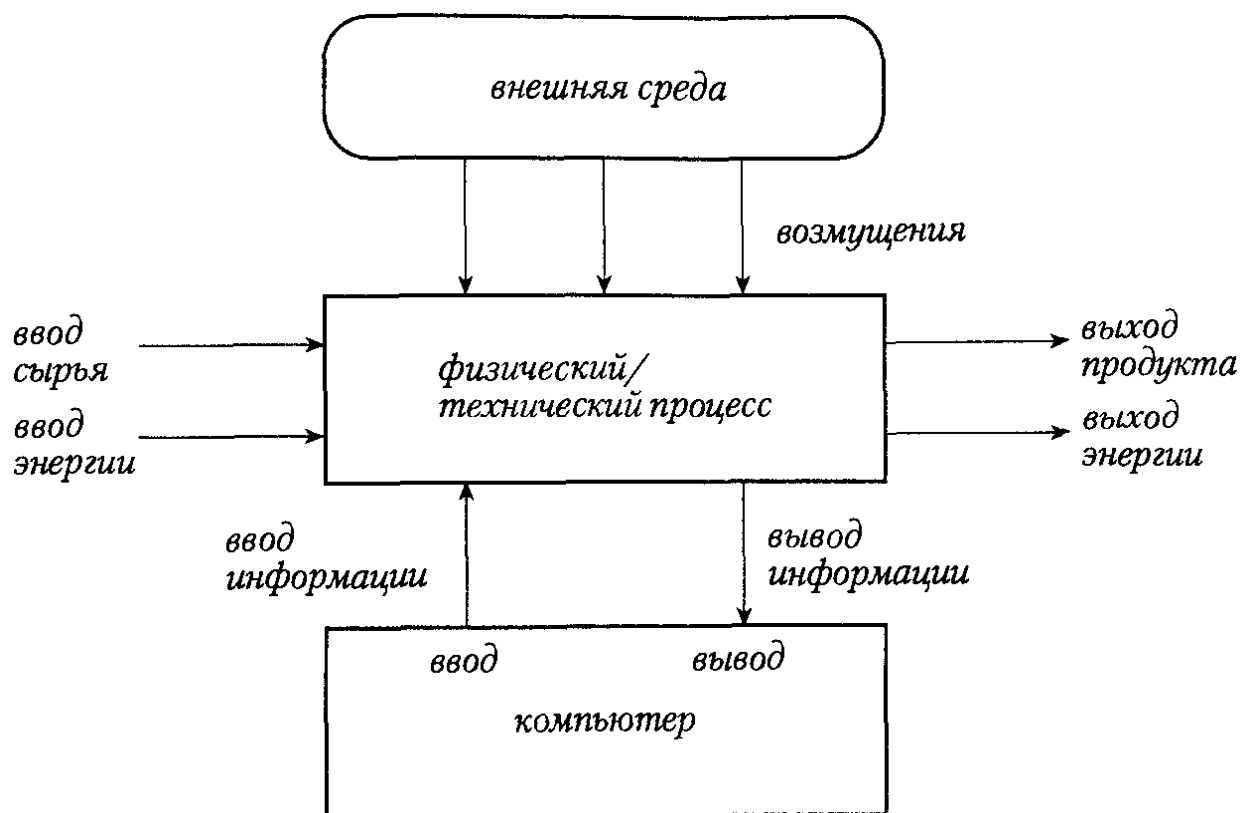 внешняя среда
возмущения
ввод
сырья
ввод
энергии
физический/
технический процесс
выход
продукта
выход
энергии
ввод
информации
вывод
информации
ввод
вывод
компьютер